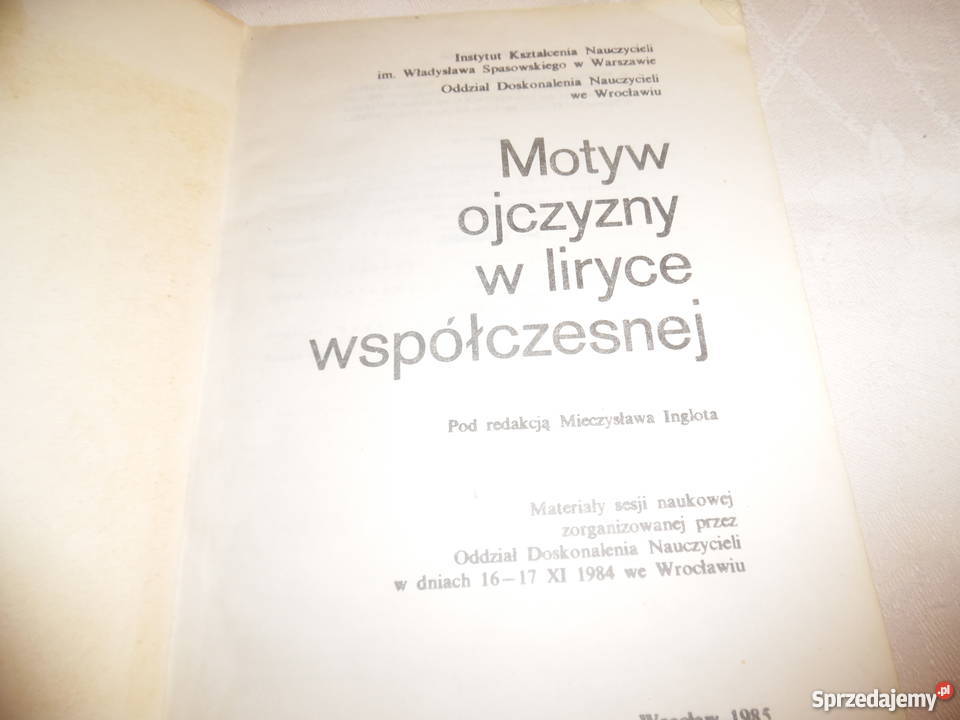 Instytut Kształcenia Nauczycieli
im. Władysława Spasowskiego w Warszawie
Oddział Doskonalenia Nauczycieli
we Wrocławiu
Motyw
ojczyzny
w liryce
współczesnej
Pod redakcją Mieczysława Inglota
Materiały sesji naukowej
zorganizowanej przez
Oddział Doskonalenia Nauczycieli
w dniach 16—17 XI 1984 we Wrocławiu
Wrocław 1985
Sprzedajemy.pl